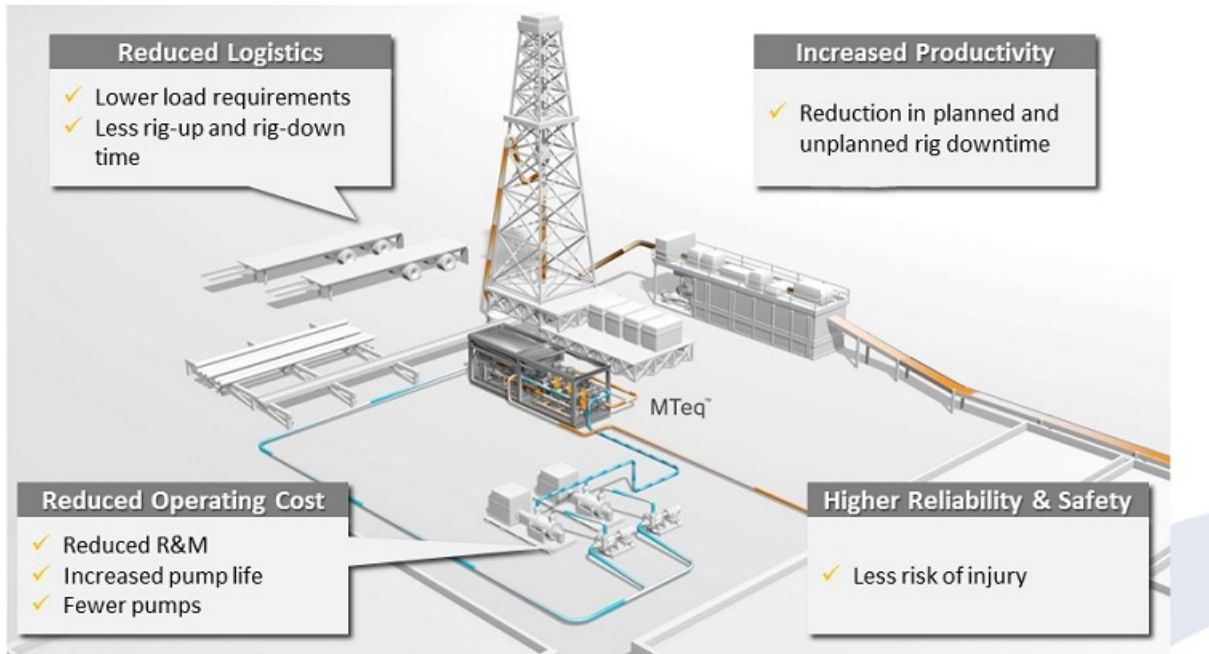 Reduced Logistics
✓ Lower load requirements
✓ Less rig-up and rig-down
time
Increased Productivity
✓ Reduction in planned and
unplanned rig downtime
MTeq™
Reduced Operating Cost
✓ Reduced R&M
✓ Increased pump life
✓ Fewer pumps
Higher Reliability & Safety
✓ Less risk of injury